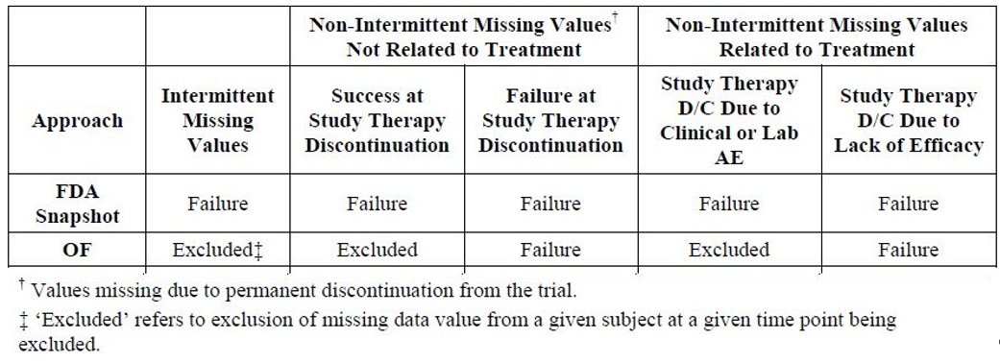 Non-Intermittent Missing Values†
Not Related to Treatment
Non-Intermittent Missing Values
Related to Treatment
Approach
Intermittent
Missing
Values
Success at
Study Therapy
Discontinuation
Failure at
Study Therapy
Discontinuation
Study Therapy
D/C Due to
Clinical or Lab
AE
Study Therapy
D/C Due to
Lack of Efficacy
FDA
Snapshot
Failure
Failure
Failure
Failure
Failure
OF
Excluded‡
Excluded
Failure
Excluded
Failure
† Values missing due to permanent discontinuation from the trial.
‡ ‘Excluded’ refers to exclusion of missing data value from a given subject at a given time point being
excluded.